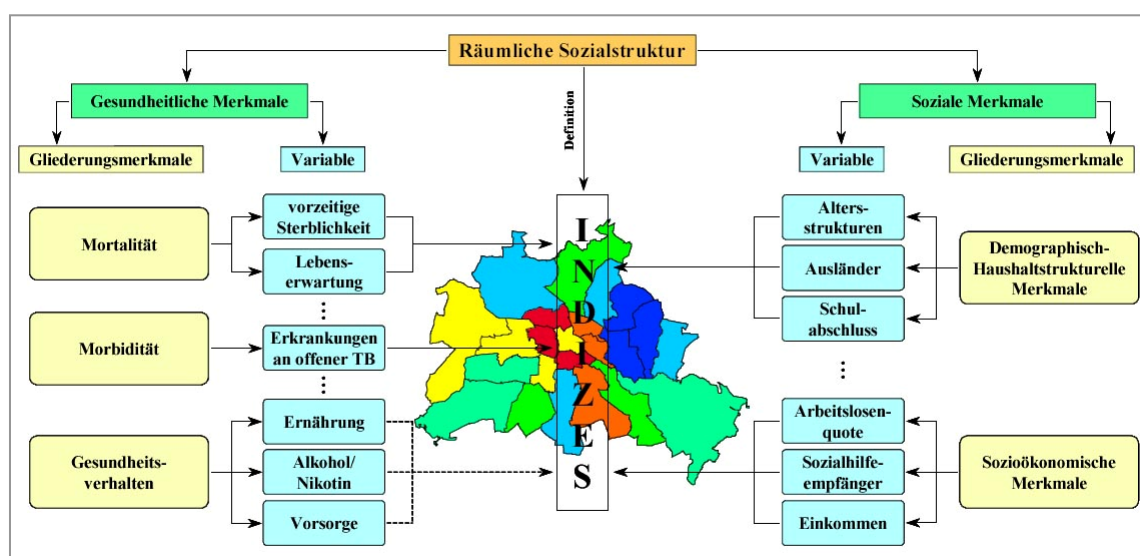 Räumliche Sozialstruktur
Gesundheitliche Merkmale
Soziale Merkmale
Definition
Gliederungsmerkmale
Variable
Variable
Gliederungsmerkmale
Mortalität
vorzeitige
Sterblichkeit
Lebens-
erwartung
⋮
Morbidität
Erkrankungen
an offener TB
⋮
Gesundheits-
verhalten
Ernährung
Alkohol/
Nikotin
Vorsorge
I
N
D
I
Z
E
S
Alters-
strukturen
Ausländer
Schul-
abschluss
Demographisch-
Haushaltstrukturelle
Merkmale
⋮
Arbeitslosen-
quote
Sozialhilfe-
empfänger
Einkommen
Sozioökonomische
Merkmale